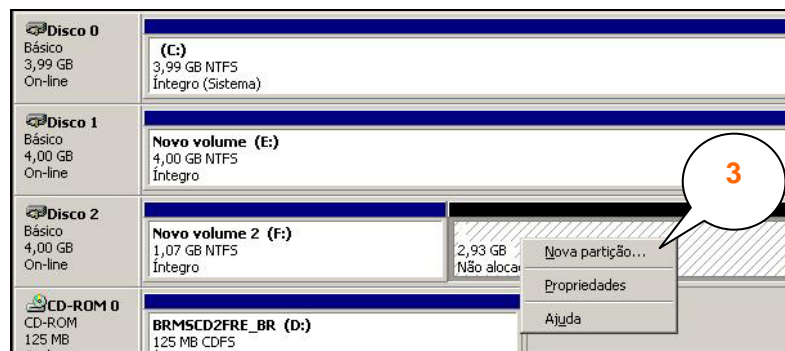 Disco 0
Básico
3,99 GB
On-line
(C:)
3,99 GB NTFS
Íntegro (Sistema)
Disco 1
Básico
4,00 GB
On-line
Novo volume (E:)
4,00 GB NTFS
Íntegro
3
Disco 2
Básico
4,00 GB
On-line
Novo volume 2 (F:)
1,07 GB NTFS
Íntegro
2,93 GB
Não aloca
Nova partição...
Propriedades
Ajuda
CD-ROM 0
CD-ROM
125 MB
BRMSCD2FRE_BR (D:)
125 MB CDFS